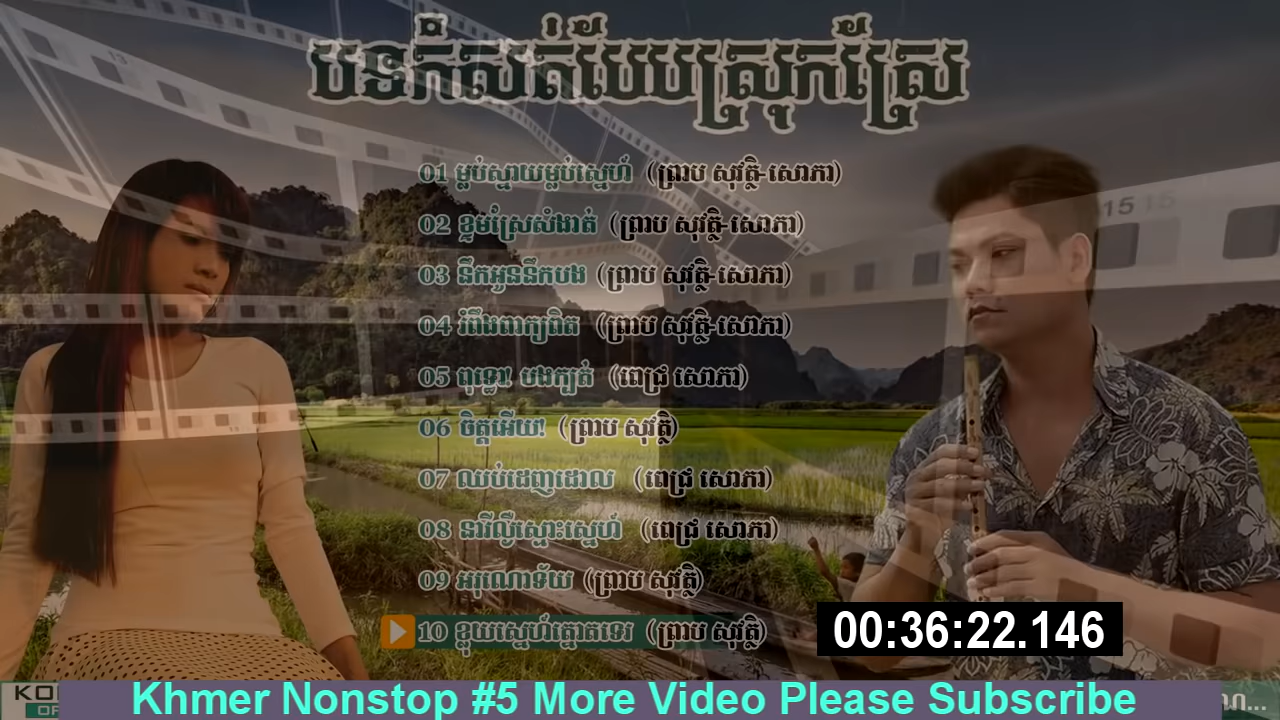 បទកំសត់បែបស្រុកស្រែ
01 ម្លប់ស្វាយម្លប់ស្នេហ៍ (ព្រាប សុវត្ថិ-សោភា)
02 ខ្ទមស្រែសំងាត់ (ព្រាប សុវត្ថិ-សោភា)
03 នឹកអូននឹកបង (ព្រាប សុវត្ថិ-សោភា)
04 រំពឹងពាក្យពិត (ព្រាប សុវត្ថិ-សោភា)
05 ពុទ្ធោ! បងក្បត់ (ពេជ្រ សោភា)
06 ចិត្តអើយ! (ព្រាប សុវត្ថិ)
07 ឈប់ដេញដោល (ពេជ្រ សោភា)
08 នារីល្ងីស្មោះស្នេហ៍ (ពេជ្រ សោភា)
09 អរុណោទ័យ (ព្រាប សុវត្ថិ)
10 ខ្លុយស្នេហ៍ត្នោតទេរ (ព្រាប សុវត្ថិ)
00:36:22.146
Khmer Nonstop #5 More Video Please Subscribe